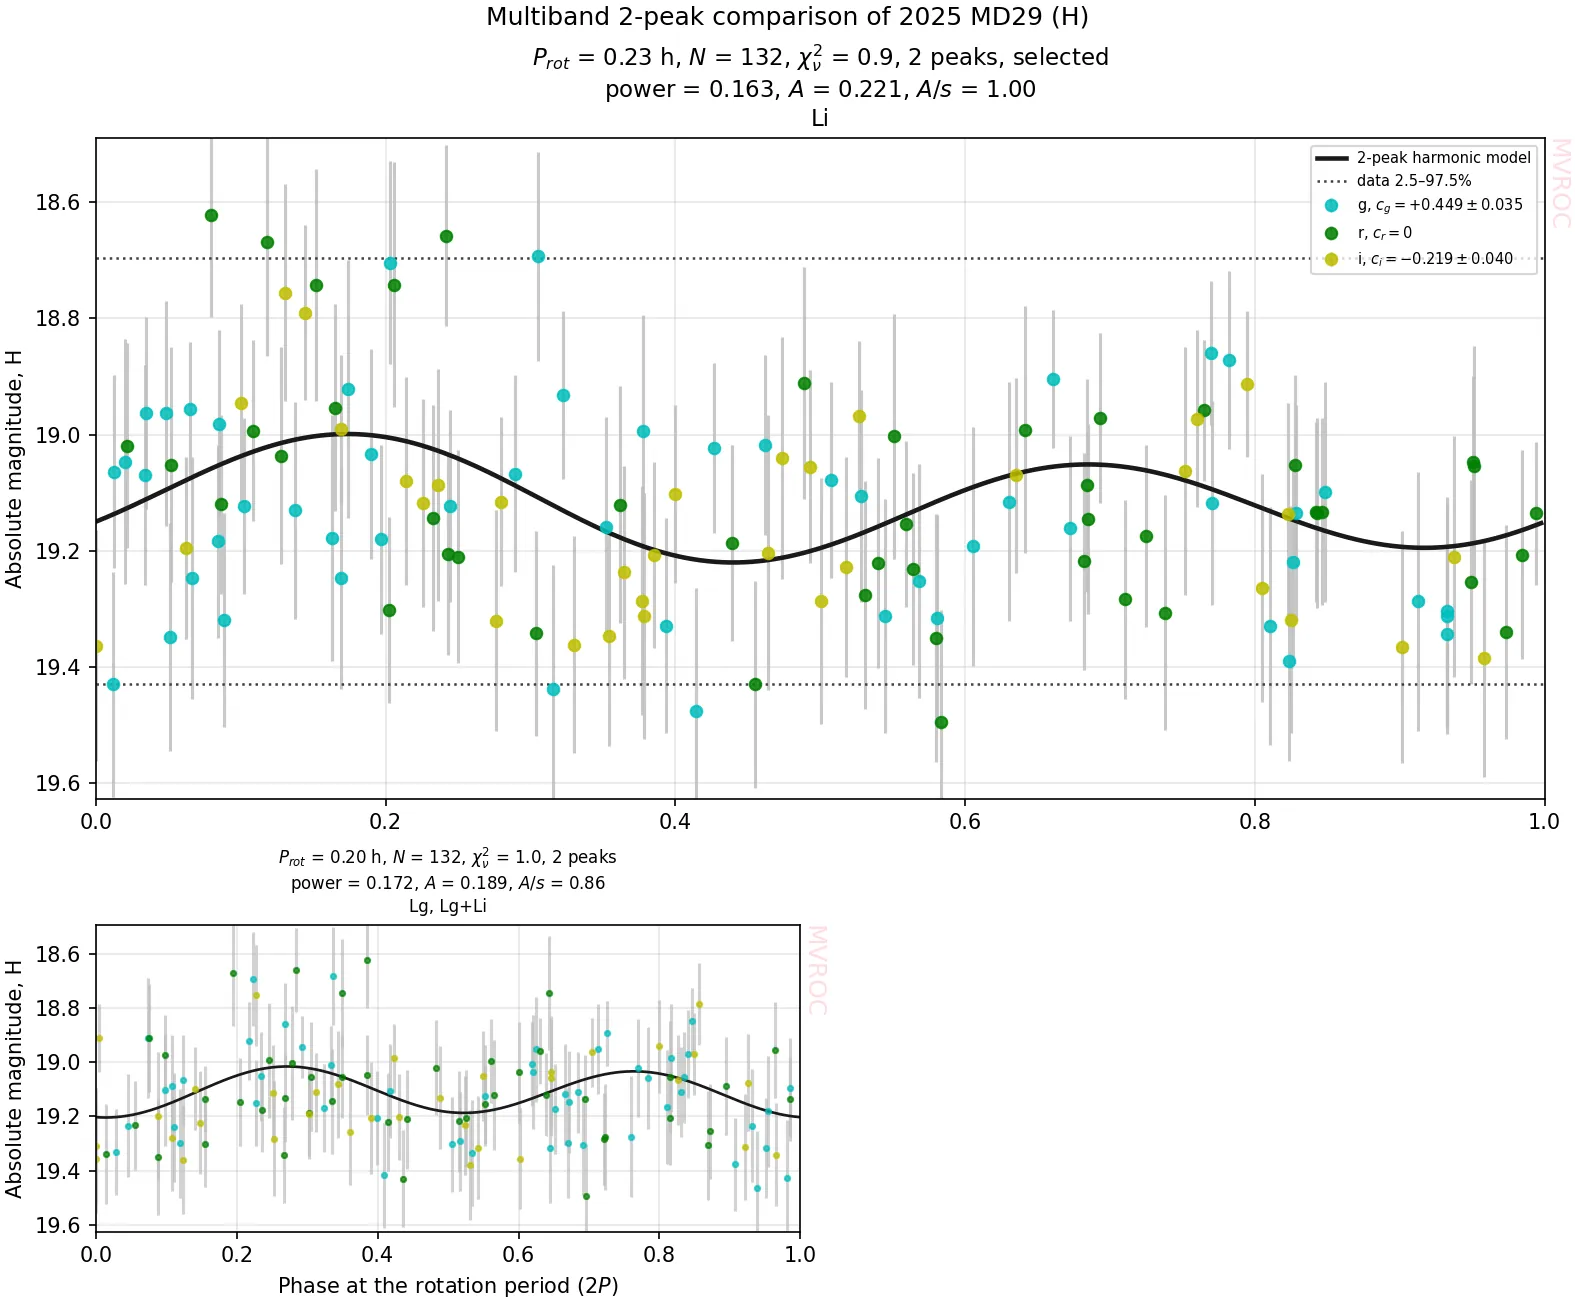 Multiband 2-peak comparison of 2025 MD29 (H)
P_rot = 0.23 h, N = 132, χ²_ν = 0.9, 2 peaks, selected
power = 0.163, A = 0.221, A/s = 1.00
Li
Absolute magnitude, H
18.6
18.8
19.0
19.2
19.4
19.6
0.0 0.2 0.4 0.6 0.8 1.0
2-peak harmonic model
data 2.5–97.5%
g, c_g = +0.449 ± 0.035
r, c_r = 0
i, c_i = −0.219 ± 0.040
MVROC
P_rot = 0.20 h, N = 132, χ²_ν = 1.0, 2 peaks
power = 0.172, A = 0.189, A/s = 0.86
Lg, Lg+Li
Absolute magnitude, H
18.6
18.8
19.0
19.2
19.4
19.6
0.0 0.2 0.4 0.6 0.8 1.0
Phase at the rotation period (2P)
MVROC